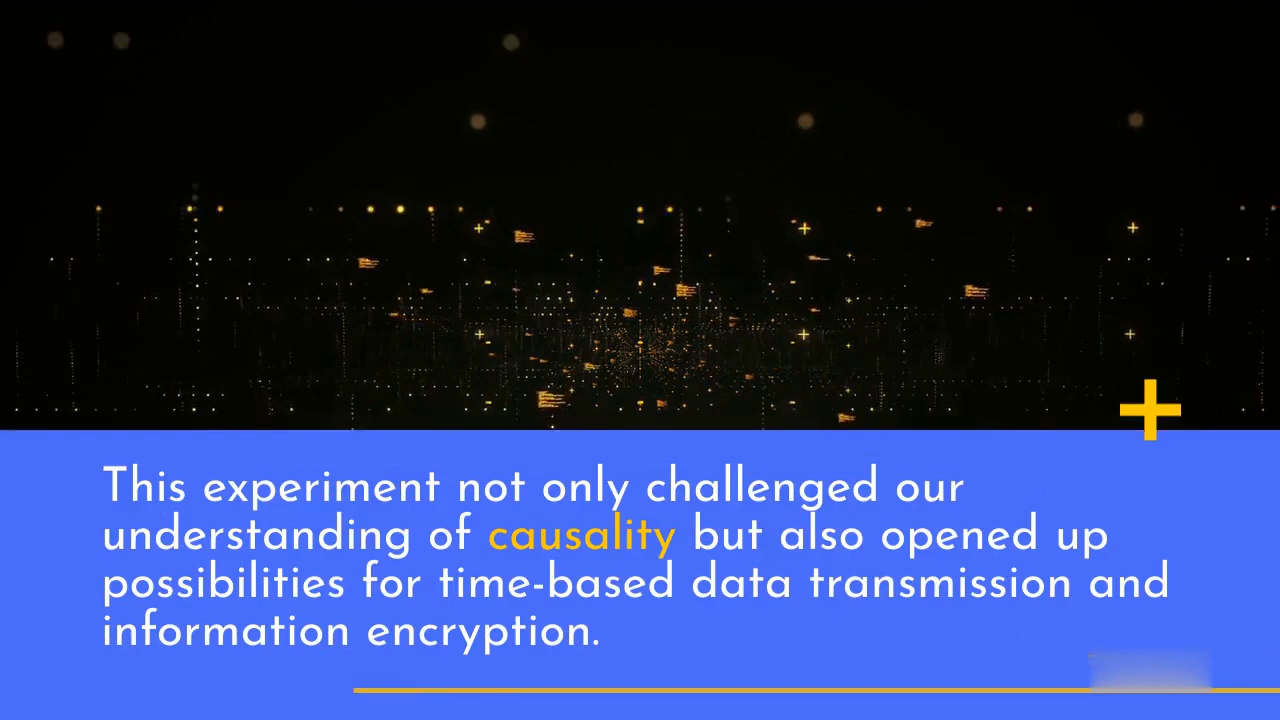 This experiment not only challenged our
understanding of causality but also opened up
possibilities for time-based data transmission and
information encryption.